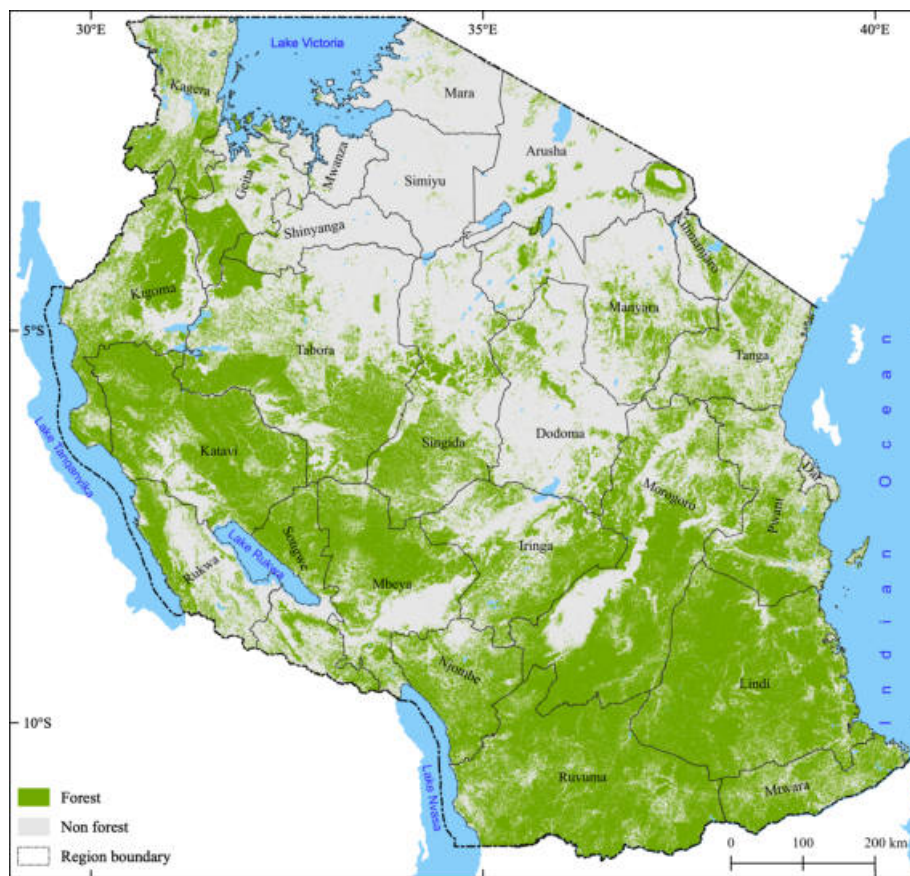 30°E
35°E
40°E
Lake Victoria
Mara
Kagera
Arusha
Mwanza
Simiyu
Geita
Shinyanga
Kilimanjaro
Kigoma
Manyara
5°S
Tabora
Tanga
Indian Ocean
Dodoma
Singida
Katavi
Dar
Lake Tanganyika
Morogoro
Pwani
Songwe
Iringa
Lake Rukwa
Rukwa
Mbeya
Njombe
Lindi
10°S
Ruvuma
Lake Nyasa
Mtwara
Forest
Non forest
Region boundary
0 100 200 km